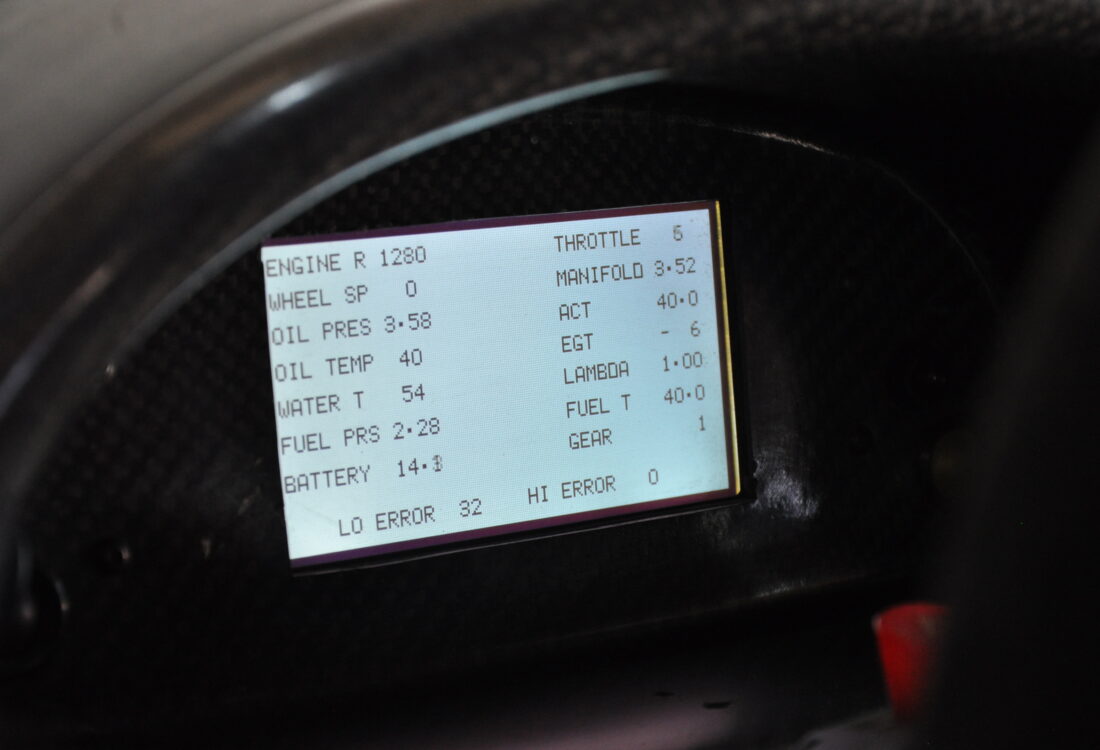 ENGINE R 1280
WHEEL SP 0
OIL PRES 3.58
OIL TEMP 40
WATER T 54
FUEL PRS 2.28
BATTERY
THROTTLE
MANIFOLD 3.52
ACT 40.0
EGT - 6
LAMBDA 1.00
FUEL T 40.0
GEAR 1
LO ERROR 32 HI ERROR 0